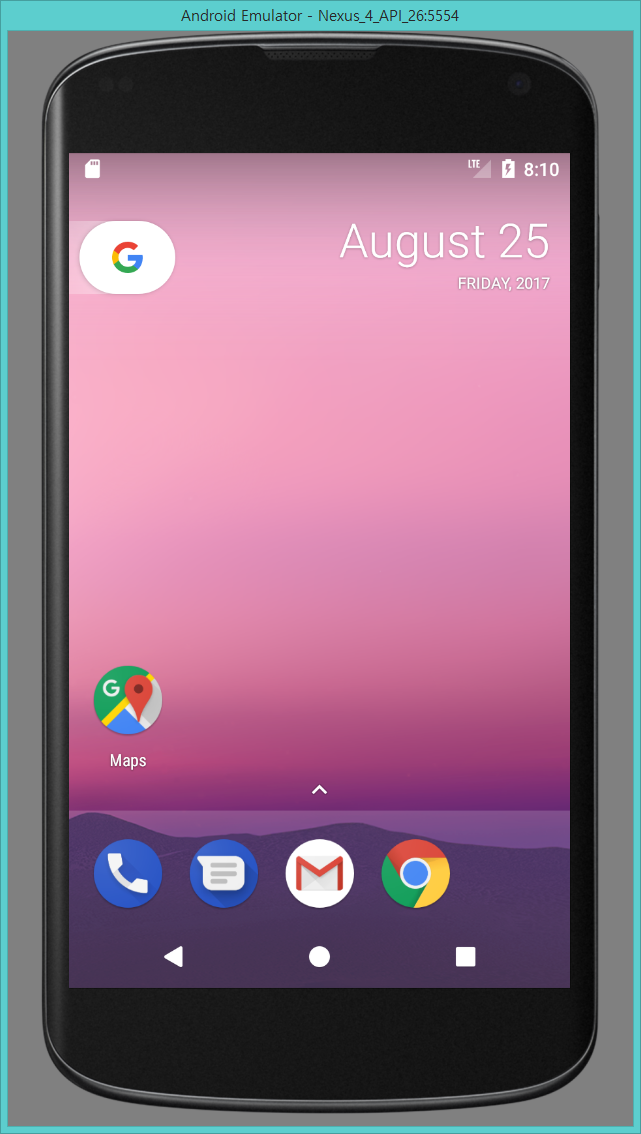 Android Emulator - Nexus_4_API_26:5554
LTE 8:10
G
August 25
FRIDAY, 2017
G
Maps